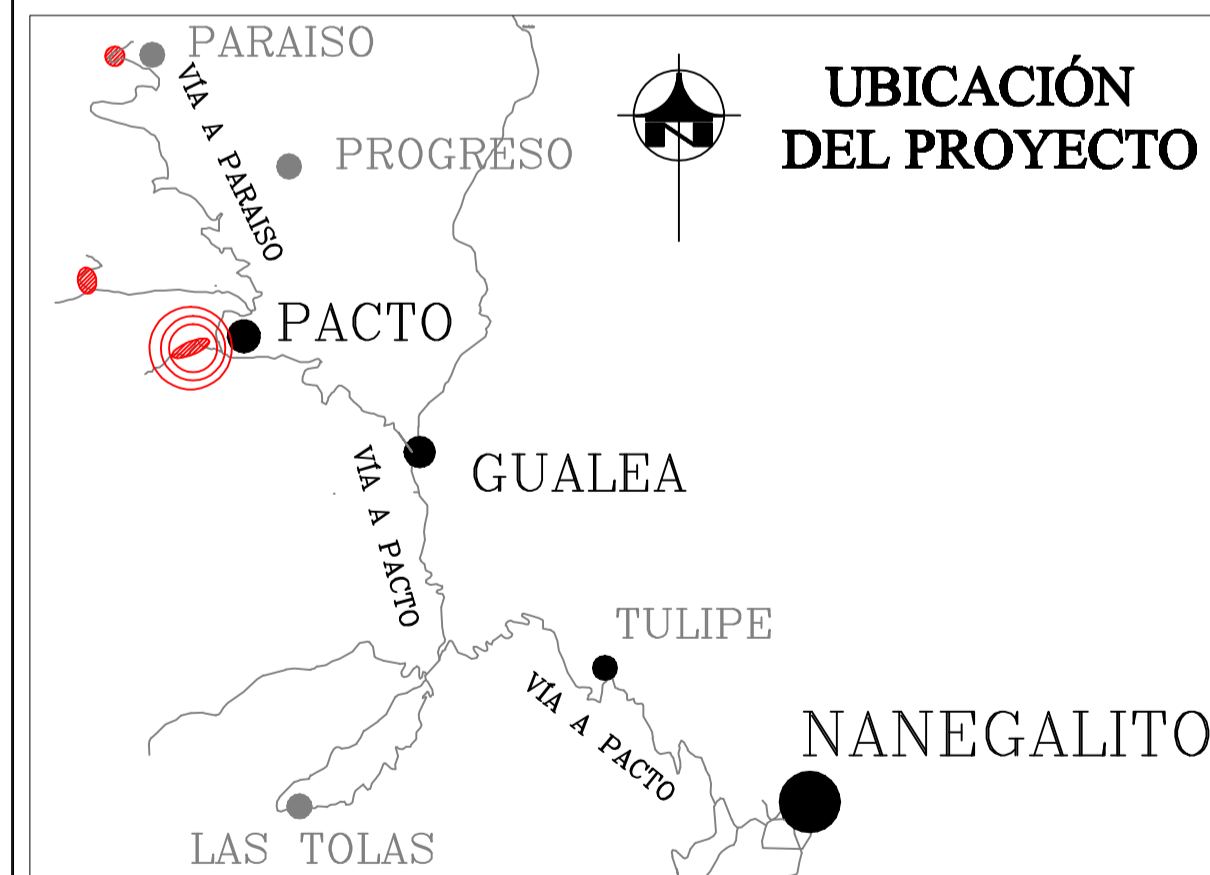 PARAISO
UBICACIÓN
DEL PROYECTO
VÍA A PARAISO
PROGRESO
N
PACTO
GUALEA
VÍA A PACTO
TULIPE
VÍA A PACTO
NANEGALITO
LAS TOLAS